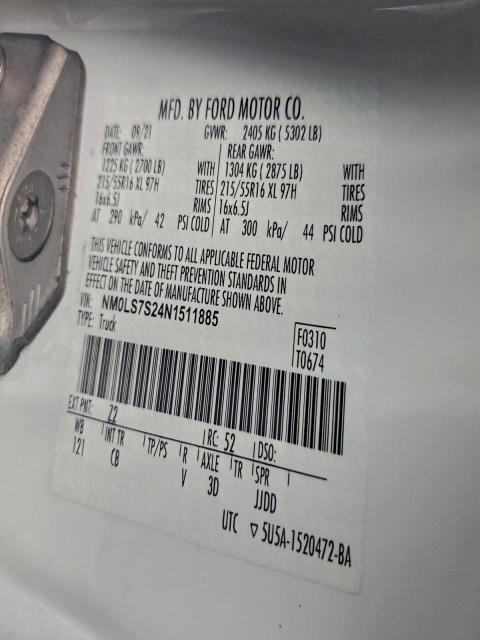 MFD. BY FORD MOTOR CO.
DATE: 09/21 GVWR: 2405 KG ( 5302 LB)
FRONT GAWR: REAR GAWR:
1225 KG ( 2700 LB) WITH 1304 KG ( 2875 LB) WITH
215/55R16 XL 97H TIRES 215/55R16 XL 97H TIRES
16x6.5J RIMS 16x6.5J RIMS
AT 290 kPa/ 42 PSI COLD AT 300 kPa/ 44 PSI COLD
THIS VEHICLE CONFORMS TO ALL APPLICABLE FEDERAL MOTOR
VEHICLE SAFETY AND THEFT PREVENTION STANDARDS IN
EFFECT ON THE DATE OF MANUFACTURE SHOWN ABOVE.
VIN: NM0LS7S24N1511885
TYPE: Truck
F0310
T0674
EXT PNT: Z2 RC: 52 DSO:
WB INT TR TP/PS R AXLE TR SPR
121 CB V 3D JJDD
UTC ▽ 5U5A-1520472-BA